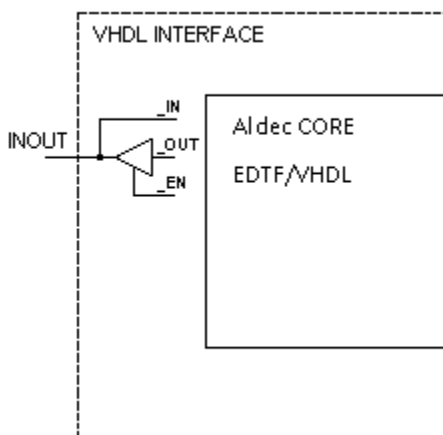 VHDL INTERFACE
_IN
Aldec CORE
INOUT
_OUT
_EN
EDTF/VHDL